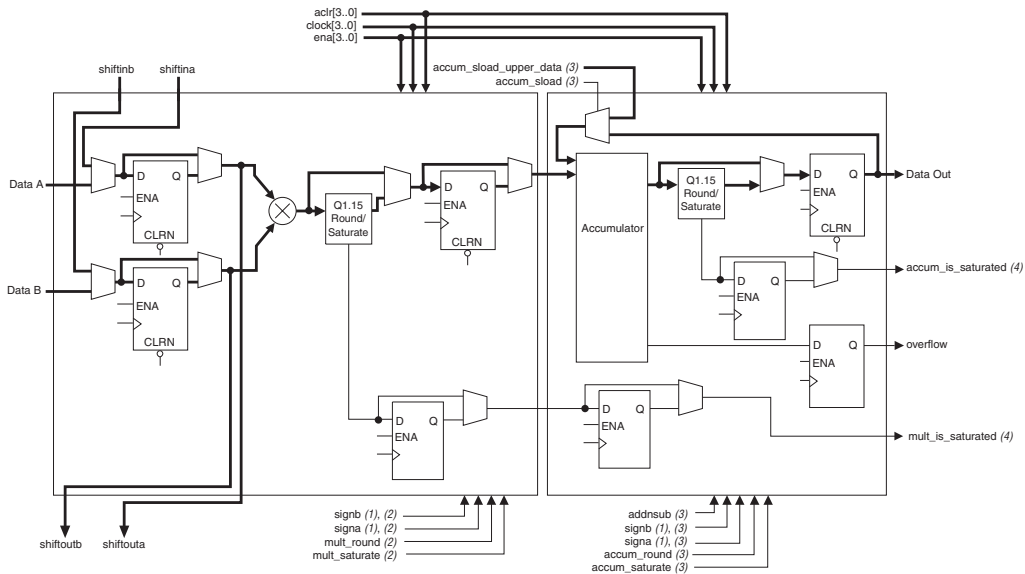 aclr[3..0]
clock[3..0]
ena[3..0]
shiftinb
shiftina
accum_sload_upper_data (3)
accum_sload (3)
Data A
D
Q
ENA
CLRN
Q1.15
Round/
Saturate
D
Q
ENA
CLRN
Accumulator
Q1.15
Round/
Saturate
D
Q
ENA
CLRN
Data Out
Data B
D
Q
ENA
CLRN
D
Q
ENA
accum_is_saturated (4)
D
Q
ENA
overflow
D
Q
ENA
D
Q
ENA
mult_is_saturated (4)
signb (1), (2)
signa (1), (2)
mult_round (2)
mult_saturate (2)
addnsub (3)
signb (1), (3)
signa (1), (3)
accum_round (3)
accum_saturate (3)
shiftoutb
shiftouta